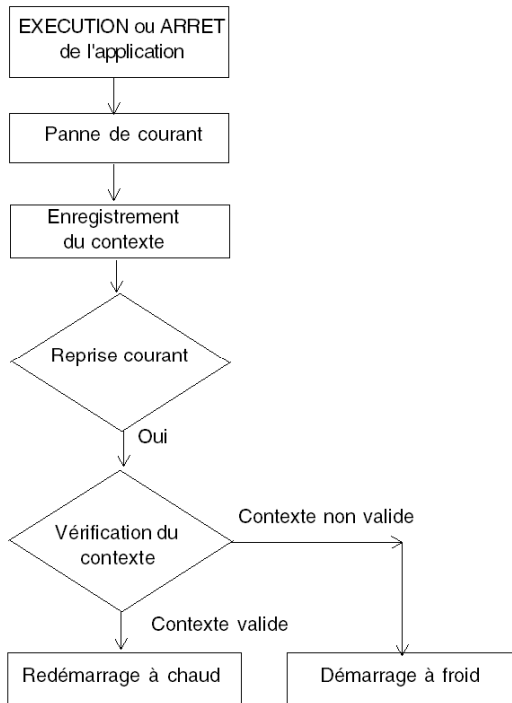 EXECUTION ou ARRET
de l'application
Panne de courant
Enregistrement
du contexte
Reprise courant
Oui
Vérification du
contexte
Contexte non valide
Contexte valide
Redémarrage à chaud
Démarrage à froid